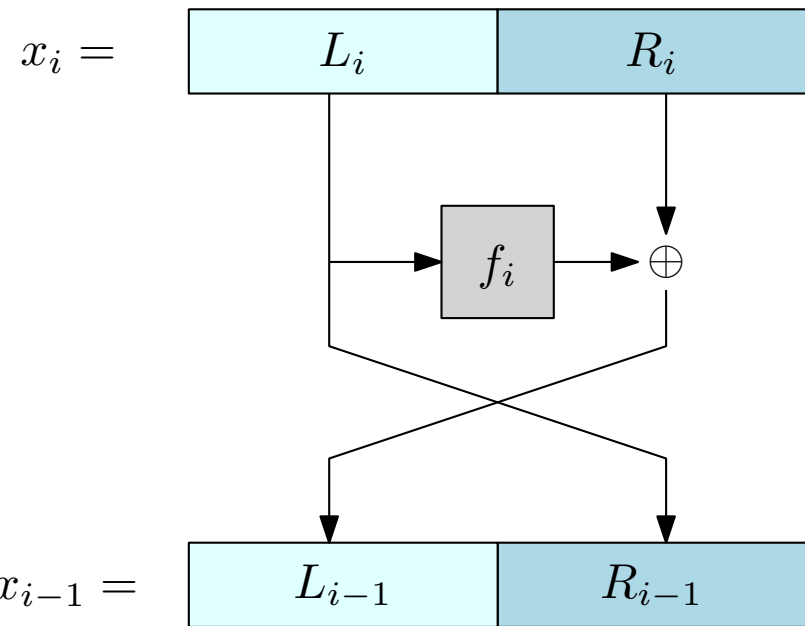 x_i = L_i R_i
f_i ⊕
x_{i-1} = L_{i-1} R_{i-1}